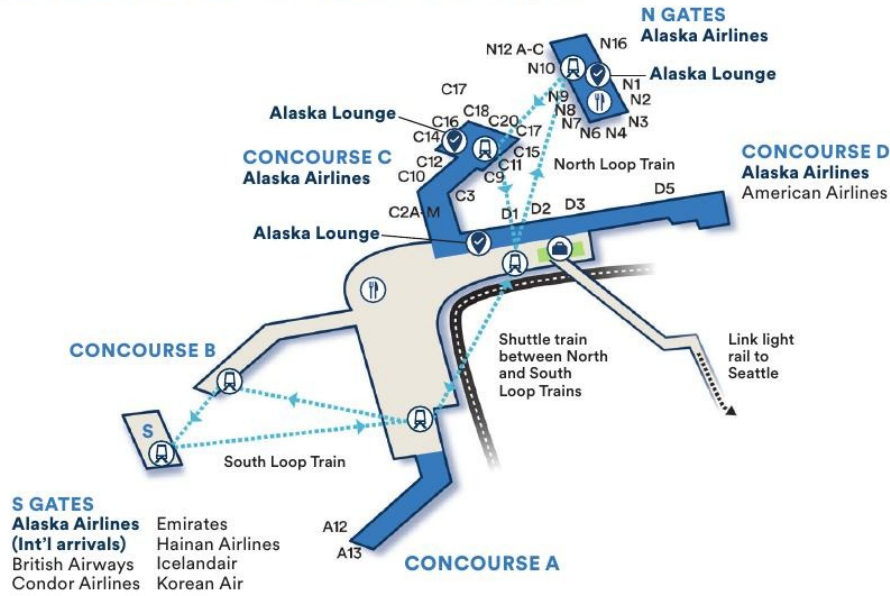 N GATES
Alaska Airlines
N12 A-C
N16
N10
Alaska Lounge
N1
N2
N9
N8
N3
N7
N6 N4
C17
Alaska Lounge
C18
C16
C20
C14
C17
CONCOURSE C
Alaska Airlines
C12
C15
C11
C10
C9
North Loop Train
CONCOURSE D
Alaska Airlines
American Airlines
C3
C2A-M
D1
D2
D3
D5
Alaska Lounge
CONCOURSE B
Shuttle train
between North
and South
Loop Trains
Link light
rail to
Seattle
S
South Loop Train
S GATES
Alaska Airlines
(Int'l arrivals)
British Airways
Condor Airlines
Emirates
Hainan Airlines
Icelandair
Korean Air
A12
A13
CONCOURSE A